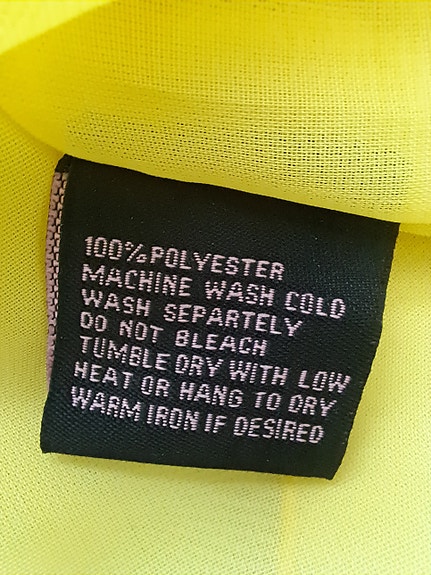 100% POLYESTER
MACHINE WASH COLD
WASH SEPARTELY
DO NOT BLEACH
TUMBLE DRY WITH LOW
HEAT OR HANG TO DRY
WARM IRON IF DESIRED